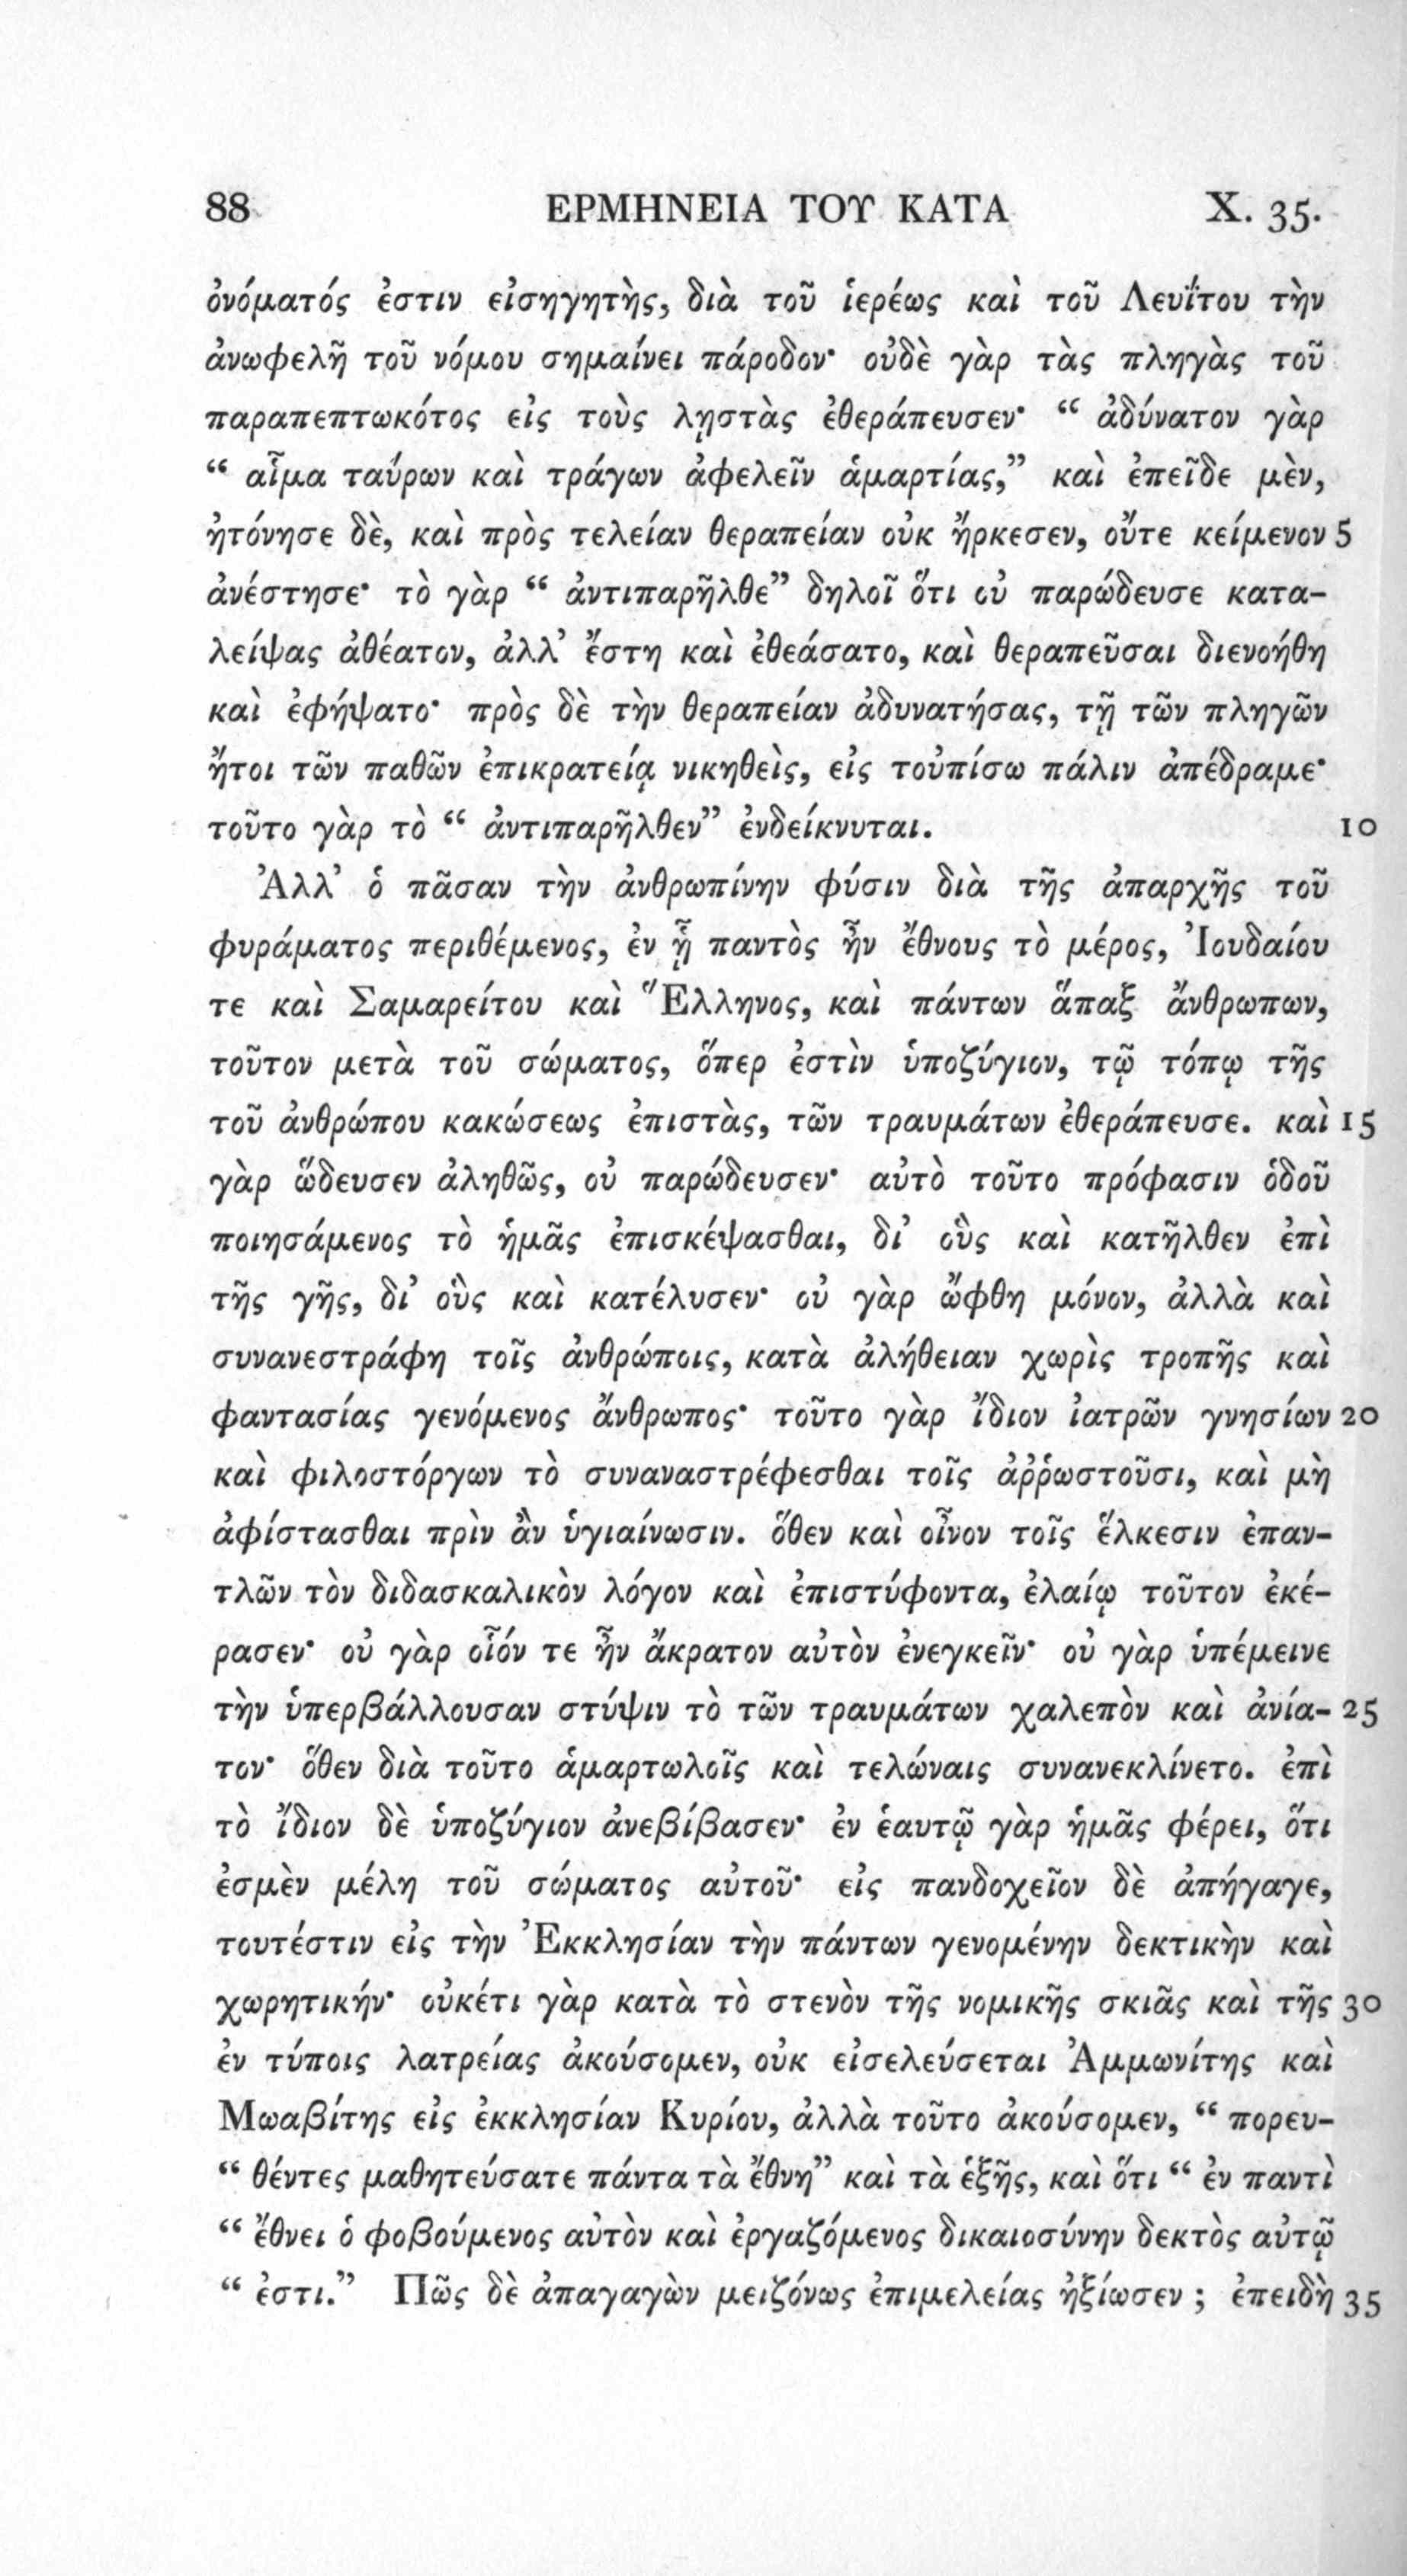 88 ΕΡΜΗΝΕΙΑ ΤΟΥ ΚΑΤΑ X. 35.
ὀνόματός ἐστιν εἰσηγητὴς, διὰ τοῦ ἱερέως καὶ τοῦ Λευΐτου τὴν
ἀνωφελῆ τοῦ νόμου σημαίνει πάροδον· οὐδὲ γὰρ τὰς πληγὰς τοῦ
παραπεπτωκότος εἰς τοὺς λῃστὰς ἐθεράπευσεν· “ ἀδύνατον γὰρ
“ αἷμα ταύρων καὶ τράγων ἀφελεῖν ἁμαρτίας,” καὶ ἐπεῖδε μὲν,
ἠτόνησε δὲ, καὶ πρὸς τελείαν θεραπείαν οὐκ ἤρκεσεν, οὔτε κείμενον 5
ἀνέστησε· τὸ γὰρ “ ἀντιπαρῆλθε” δηλοῖ ὅτι οὐ παρώδευσε κατα-
λείψας ἀθέατον, ἀλλ’ ἔστη καὶ ἐθεάσατο, καὶ θεραπεῦσαι διενοήθη
καὶ ἐφήψατο· πρὸς δὲ τὴν θεραπείαν ἀδυνατήσας, τῇ τῶν πληγῶν
ἤτοι τῶν παθῶν ἐπικρατείᾳ νικηθεὶς, εἰς τοὐπίσω πάλιν ἀπέδραμε·
τοῦτο γὰρ τὸ “ ἀντιπαρῆλθεν” ἐνδείκνυται. 10
Ἀλλ’ ὁ πᾶσαν τὴν ἀνθρωπίνην φύσιν διὰ τῆς ἀπαρχῆς τοῦ
φυράματος περιθέμενος, ἐν ᾗ παντὸς ἦν ἔθνους τὸ μέρος, Ἰουδαίου
τε καὶ Σαμαρείτου καὶ Ἕλληνος, καὶ πάντων ἅπαξ ἄνθρωπων,
τοῦτον μετὰ τοῦ σώματος, ὅπερ ἐστὶν ὑποζύγιον, τῷ τόπῳ τῆς
τοῦ ἀνθρώπου κακώσεως ἐπιστὰς, τῶν τραυμάτων ἐθεράπευσε. καὶ 15
γὰρ ὥδευσεν ἀληθῶς, οὐ παρώδευσεν· αὐτὸ τοῦτο πρόφασιν ὁδοῦ
ποιησάμενος τὸ ἡμᾶς ἐπισκέψασθαι, δι’ οὓς καὶ κατῆλθεν ἐπὶ
τῆς γῆς, δι’ οὓς καὶ κατέλυσεν· οὐ γὰρ ὤφθη μόνον, ἀλλὰ καὶ
συνανεστράφη τοῖς ἀνθρώποις, κατὰ ἀλήθειαν χωρὶς τροπῆς καὶ
φαντασίας γενόμενος ἄνθρωπος· τοῦτο γὰρ ἴδιον ἰατρῶν γνησίων 20
καὶ φιλοστόργων τὸ συναναστρέφεσθαι τοῖς ἀῤῥωστοῦσι, καὶ μὴ
ἀφίστασθαι πρὶν ἂν ὑγιαίνωσιν. ὅθεν καὶ οἶνον τοῖς ἕλκεσιν ἐπαν-
τλῶν τὸν διδασκαλικὸν λόγον καὶ ἐπιστύφοντα, ἐλαίῳ τοῦτον ἐκέ-
ρασεν· οὐ γὰρ οἷόν τε ἦν ἄκρατον αὐτὸν ἐνεγκεῖν· οὐ γὰρ ὑπέμεινε
τὴν ὑπερβάλλουσαν στύψιν τὸ τῶν τραυμάτων χαλεπὸν καὶ ἀνία- 25
τον· ὅθεν διὰ τοῦτο ἁμαρτωλοῖς καὶ τελώναις συνανεκλίνετο. ἐπὶ
τὸ ἴδιον δὲ ὑποζύγιον ἀνεβίβασεν· ἐν ἑαυτῷ γὰρ ἡμᾶς φέρει, ὅτι
ἐσμὲν μέλη τοῦ σώματος αὐτοῦ· εἰς πανδοχεῖον δὲ ἀπήγαγε,
τουτέστιν εἰς τὴν Ἐκκλησίαν τὴν πάντων γενομένην δεκτικὴν καὶ
χωρητικήν· οὐκέτι γὰρ κατὰ τὸ στενὸν τῆς νομικῆς σκιᾶς καὶ τῆς 30
ἐν τύποις λατρείας ἀκούσομεν, οὐκ εἰσελεύσεται Ἀμμωνίτης καὶ
Μωαβίτης εἰς ἐκκλησίαν Κυρίου, ἀλλὰ τοῦτο ἀκούσομεν, “ πορευ-
“ θέντες μαθητεύσατε πάντα τὰ ἔθνη” καὶ τὰ ἑξῆς, καὶ ὅτι “ ἐν παντὶ
“ ἔθνει ὁ φοβούμενος αὐτὸν καὶ ἐργαζόμενος δικαιοσύνην δεκτὸς αὐτῷ
“ ἐστι.” Πῶς δὲ ἀπαγαγὼν μειζόνως ἐπιμελείας ἠξίωσεν ; ἐπειδὴ 35